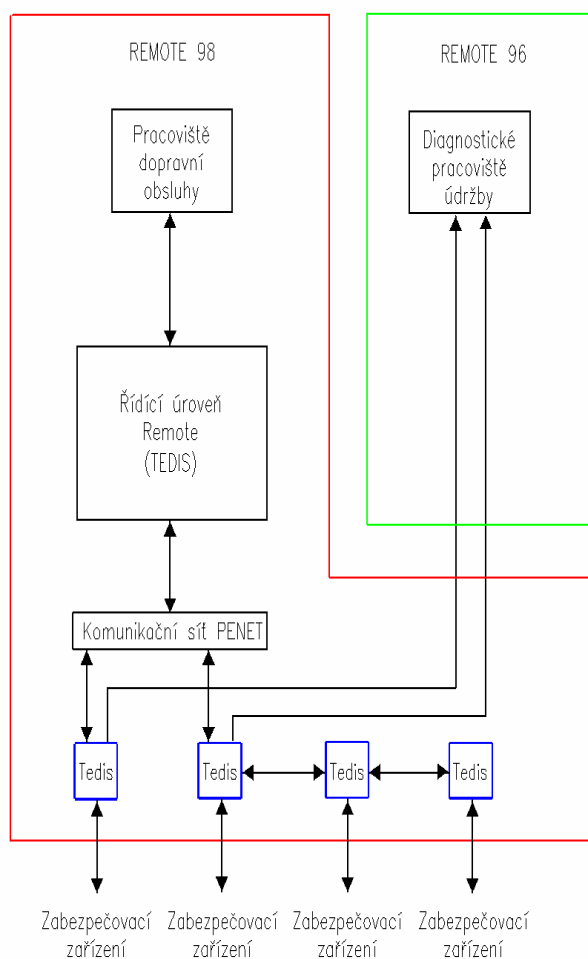 REMOTE 98
REMOTE 96
Pracoviště
dopravní
obsluhy
Diagnostické
pracoviště
údržby
Řídící úroveň
Remote
(TEDIS)
Komunikační síť PENET
Tedis
Tedis
Tedis
Tedis
Zabezpečovací
zařízení
Zabezpečovací
zařízení
Zabezpečovací
zařízení
Zabezpečovací
zařízení